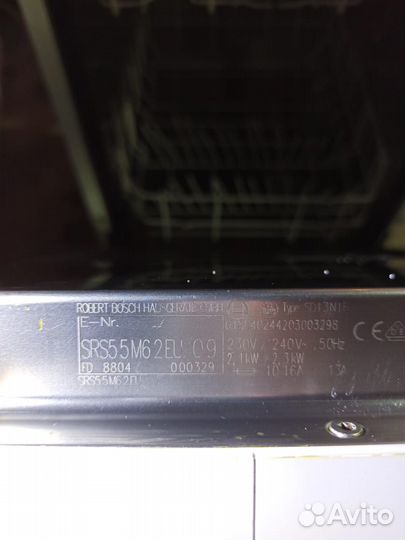 ROBERT BOSCH HAUSGERÄTE GMBH Type SD13N1B
E-Nr.
SRS55M62EU/09 230V / 240V~, 50Hz
2,1kW - 2,3kW
FD 8804 / 000329 10,16A 13A
SRS55M62EU
CE
Avito